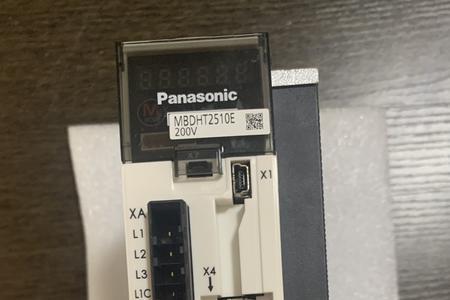 Panasonic
MBDHT2510E
200V
X1
XA
L1
L2
L3
X4
L1C